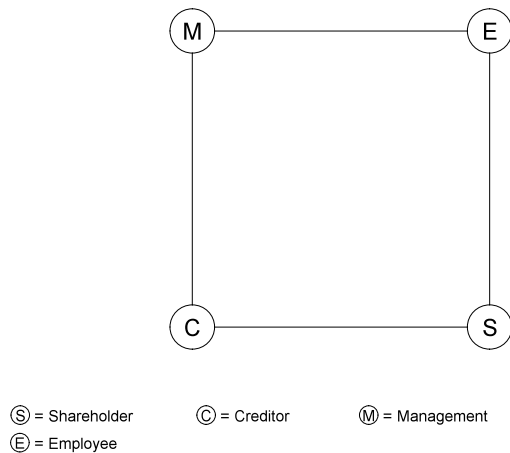 M E
C S
S = Shareholder C = Creditor M = Management
E = Employee